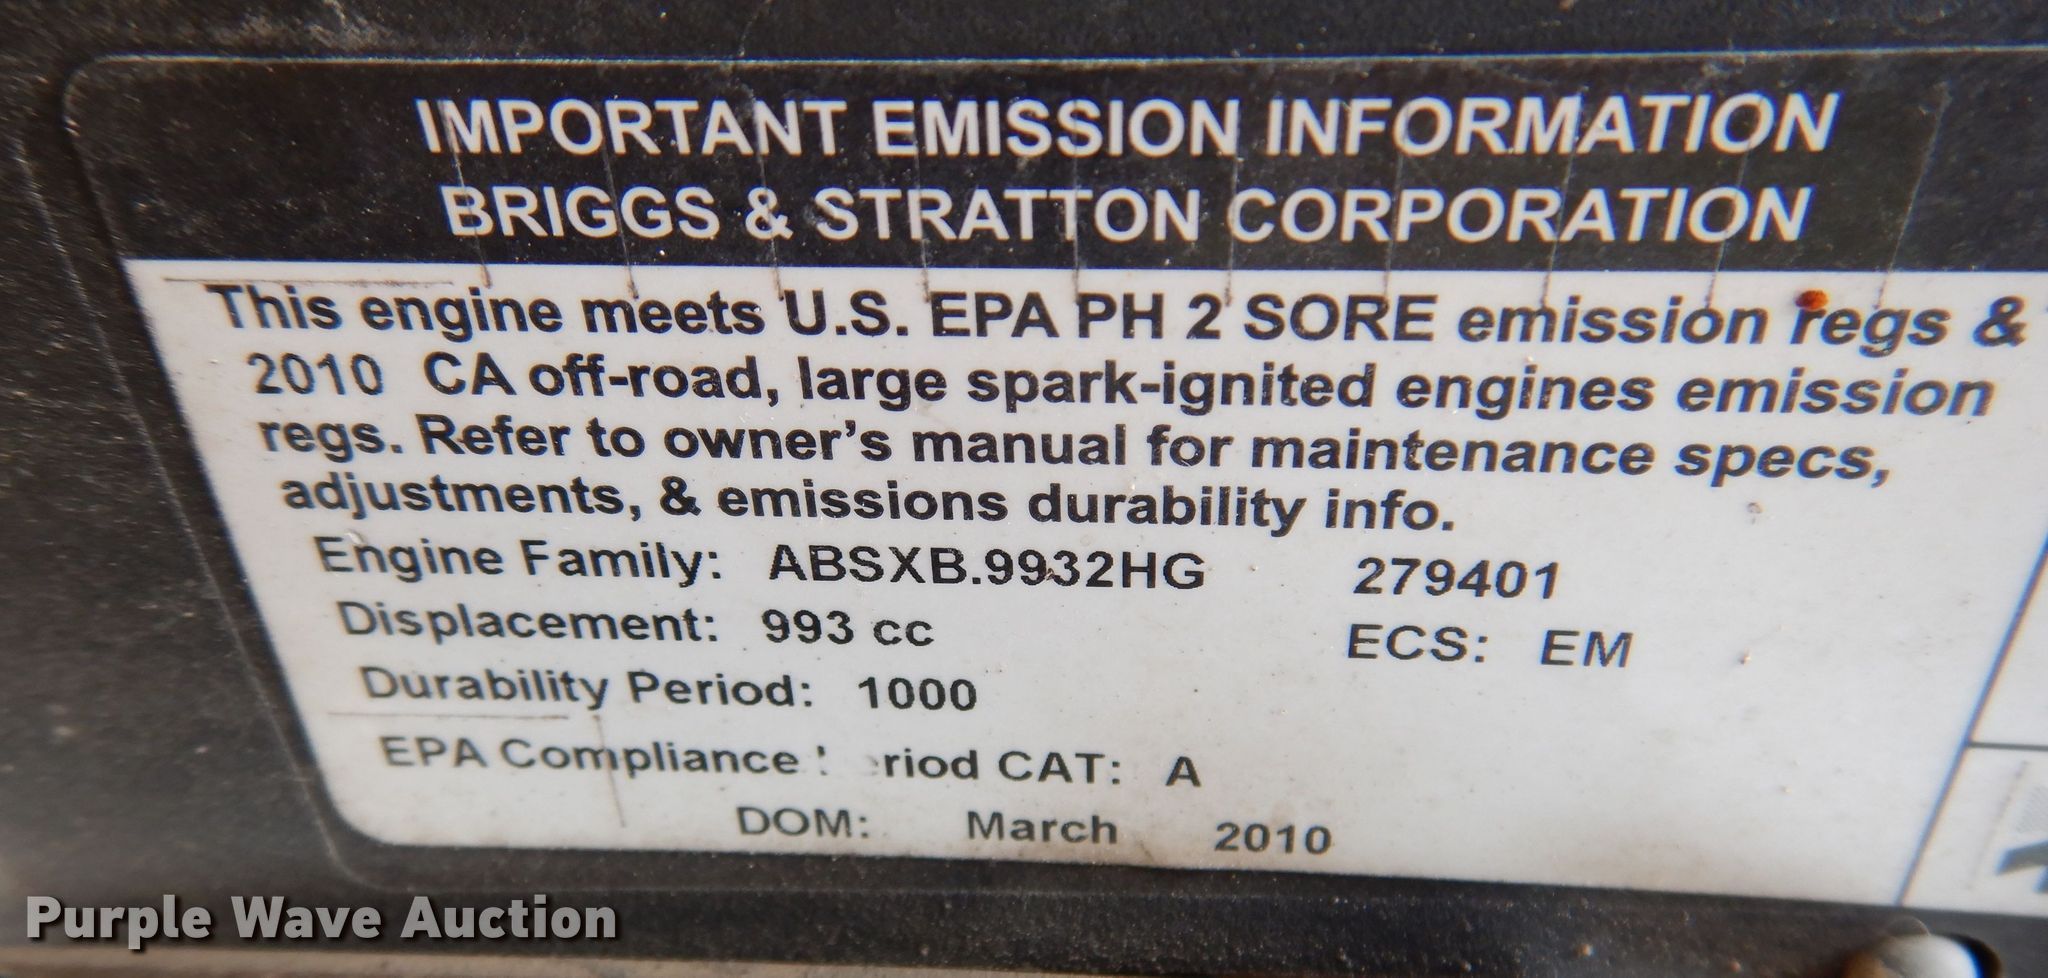 IMPORTANT EMISSION INFORMATION
BRIGGS & STRATTON CORPORATION
This engine meets U.S. EPA PH 2 SORE emission regs &
2010 CA off-road, large spark-ignited engines emission
regs. Refer to owner's manual for maintenance specs,
adjustments, & emissions durability info.
Engine Family: ABSXB.9932HG 279401
Displacement: 993 cc ECS: EM
Durability Period: 1000
EPA Compliance CAT: A
DOM: March 2010
Purple Wave Auction